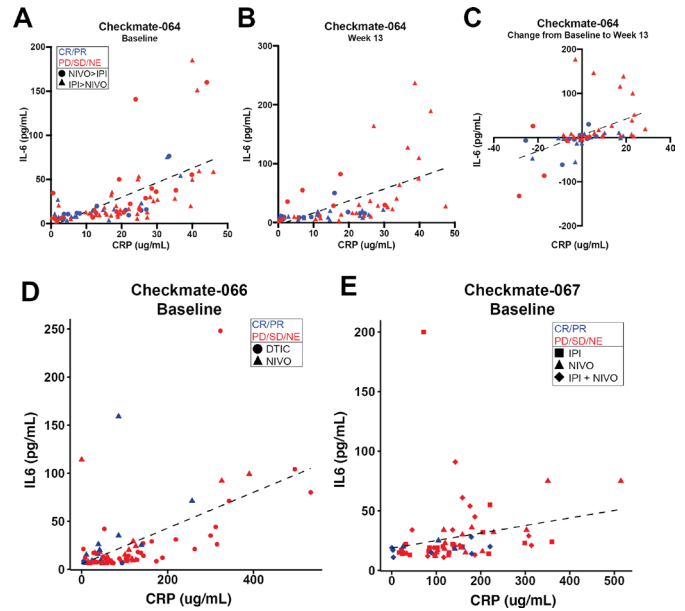 A
Checkmate-064
Baseline
IL-6 (pg/mL)
200
150
100
50
0
0
10
20
30
40
50
CRP (ug/mL)
CR/PR
PD/SD/NE
NIVO>IPI
IPI>NIVO
B
Checkmate-064
Week 13
IL-6 (pg/mL)
300
200
100
0
0
10
20
30
40
50
CRP (ug/mL)
C
Checkmate-064
Change from Baseline to Week 13
IL-6 (pg/mL)
200
100
-100
-200
-40
-20
0
20
40
CRP (ug/mL)
D
Checkmate-066
Baseline
IL6 (pg/mL)
250
200
150
100
50
0
0
200
400
CRP (ug/mL)
CR/PR
PD/SD/NE
DTIC
NIVO
E
Checkmate-067
Baseline
IL6 (pg/mL)
200
150
100
50
0
0
100
200
300
400
500
CRP (ug/mL)
CR/PR
PD/SD/NE
IPI
NIVO
IPI + NIVO